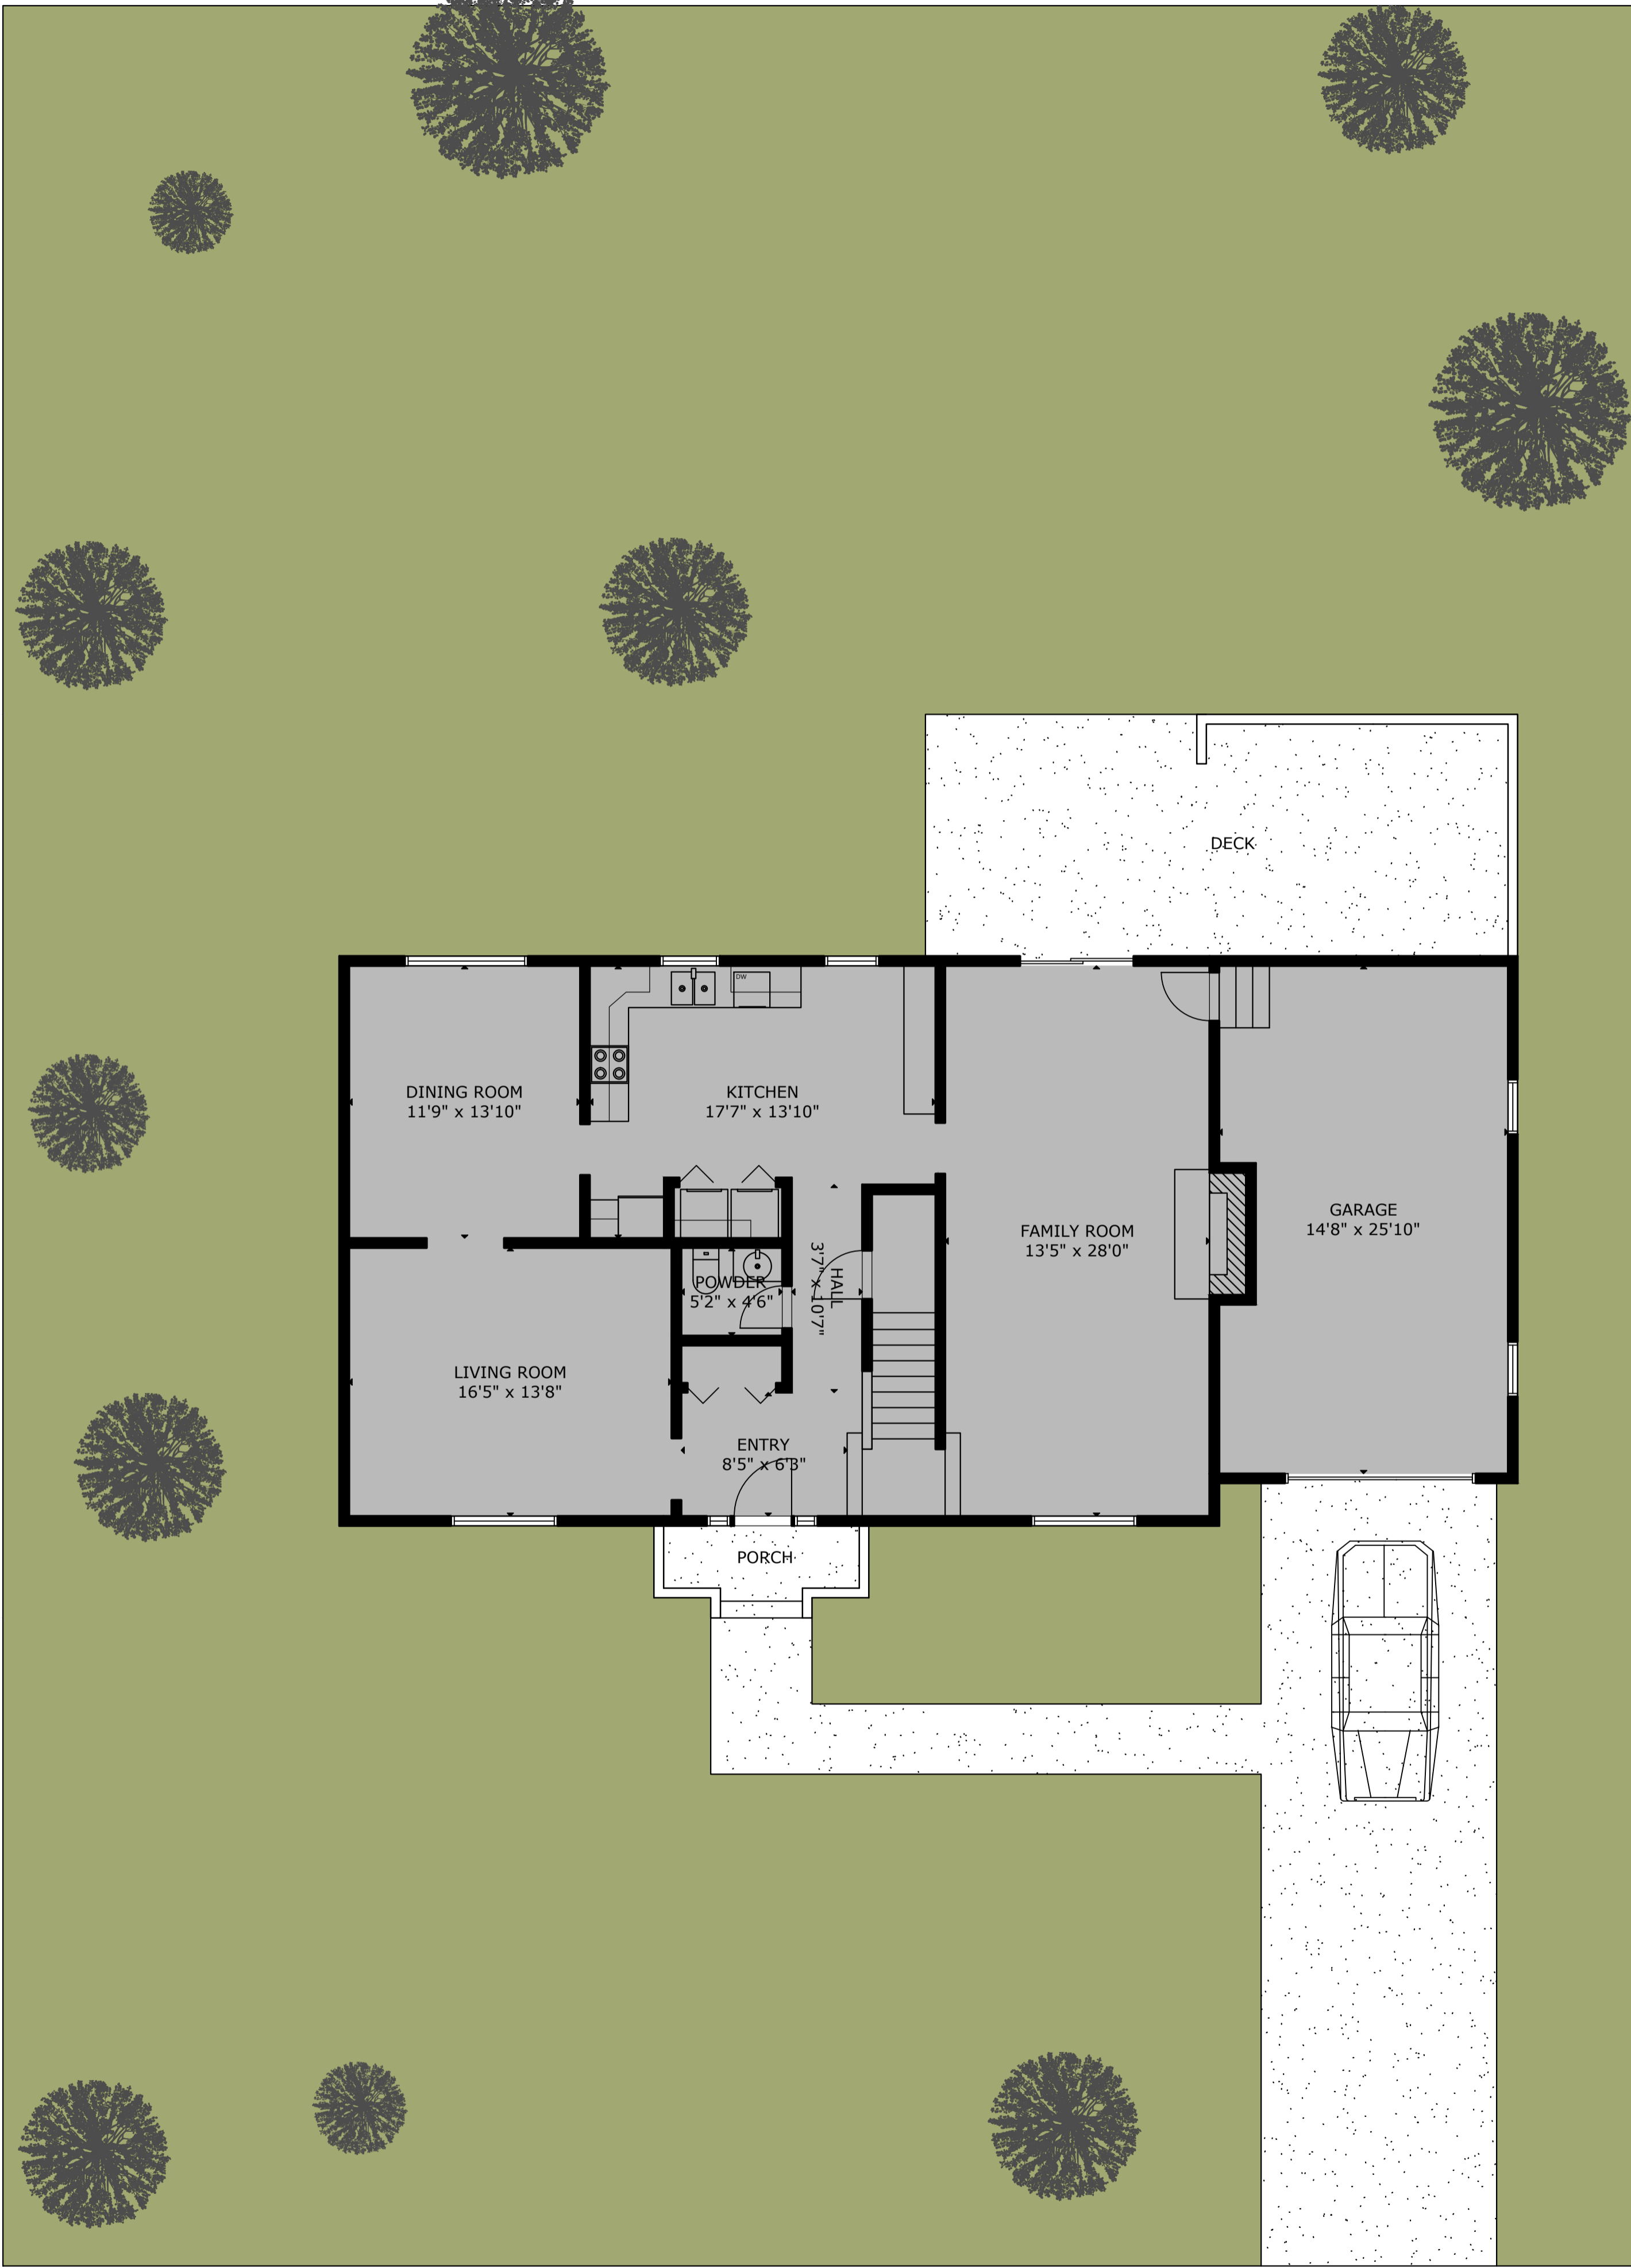 DECK
DW
DINING ROOM
11'9" x 13'10"
KITCHEN
17'7" x 13'10"
FAMILY ROOM
13'5" x 28'0"
GARAGE
14'8" x 25'10"
HALL
3'7" x 10'7"
POWDER
5'2" x 4'6"
LIVING ROOM
16'5" x 13'8"
ENTRY
8'5" x 6'3"
PORCH